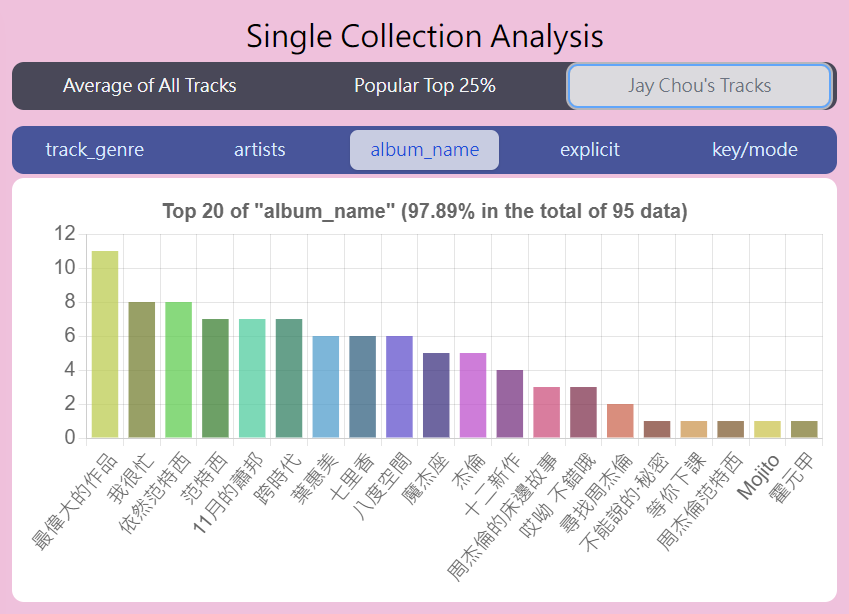 Single Collection Analysis
Average of All Tracks Popular Top 25% Jay Chou's Tracks
track_genre artists album_name explicit key/mode
Top 20 of "album_name" (97.89% in the total of 95 data)
12
10
8
6
4
2
0
最偉大的作品
我很忙
依然范特西
范特西
11月的蕭邦
跨時代
葉惠美
七里香
八度空間
魔杰座
杰倫
十二新作
周杰倫的床邊故事
哎呦 不錯哦
尋找周杰倫
不能說的·秘密
等你下課
周杰倫范特西
Mojito
霍元甲